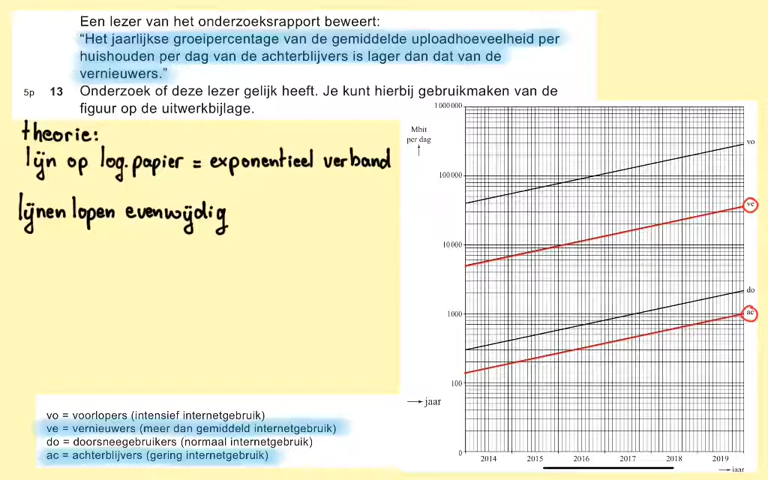 Een lezer van het onderzoeksrapport beweert:
"Het jaarlijkse groeipercentage van de gemiddelde uploadhoeveelheid per
huishouden per dag van de achterblijvers is lager dan dat van de
vernieuwers."
5p 13 Onderzoek of deze lezer gelijk heeft. Je kunt hierbij gebruikmaken van de
figuur op de uitwerkbijlage.
theorie:
lijn op log.papier = exponentieel verband
lijnen lopen evenwijdig
Mbit
per dag
1 000 000
100 000
10 000
1000
100
0
vo
ve
do
ac
jaar
2014 2015 2016 2017 2018 2019
jaar
vo = voorlopers (intensief internetgebruik)
ve = vernieuwers (meer dan gemiddeld internetgebruik)
do = doorsneegebruikers (normaal internetgebruik)
ac = achterblijvers (gering internetgebruik)